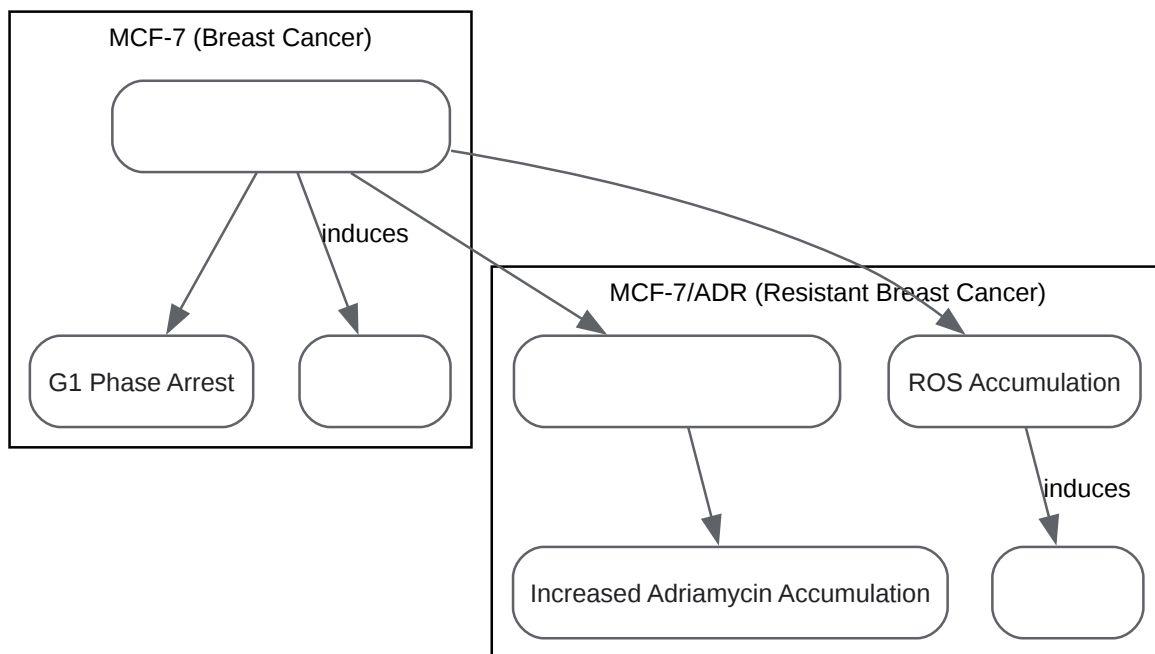 MCF-7 (Breast Cancer)
induces
MCF-7/ADR (Resistant Breast Cancer)
G1 Phase Arrest
ROS Accumulation
induces
Increased Adriamycin Accumulation